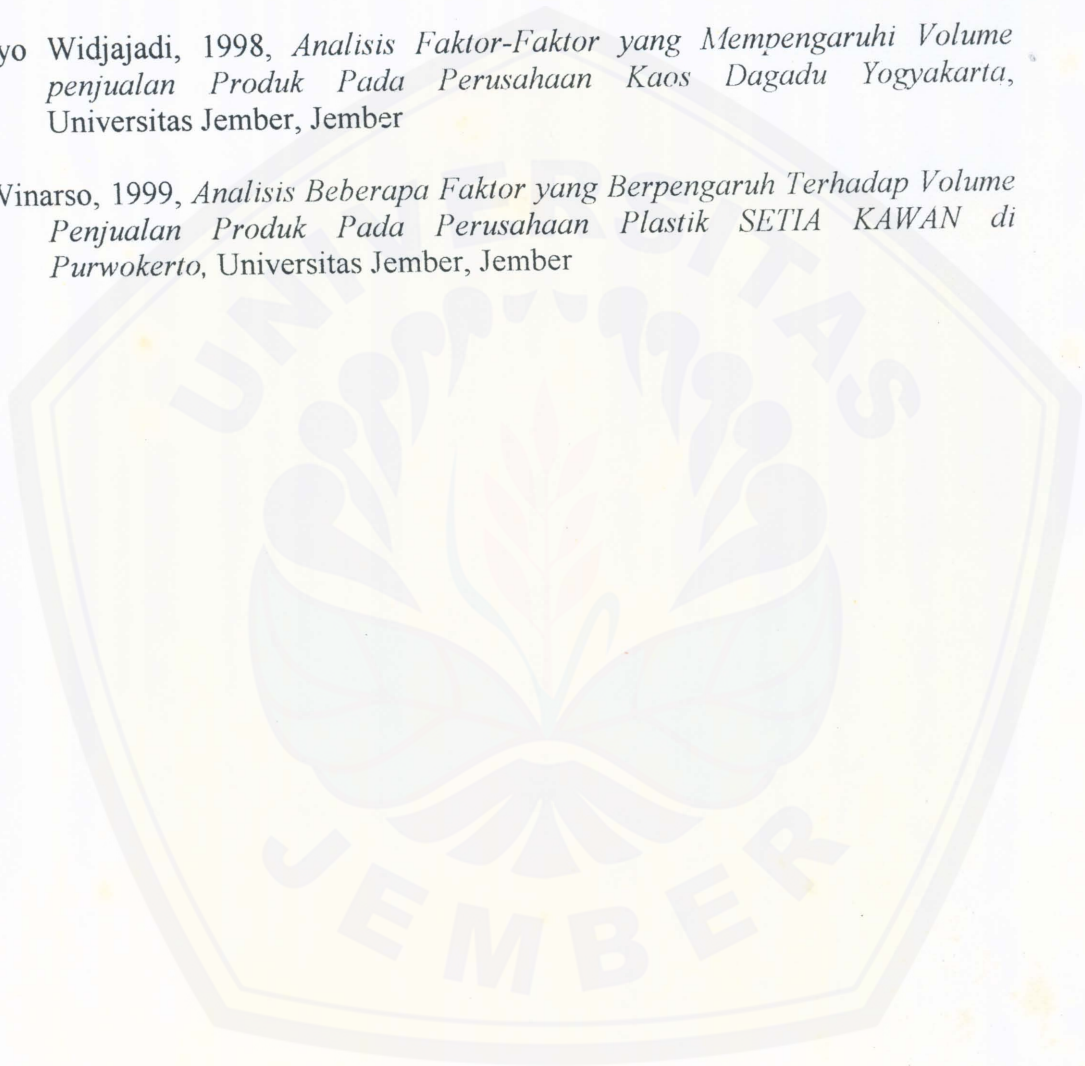 yo Widjajadi, 1998, Analisis Faktor-Faktor yang Mempengaruhi Volume
penjualan Produk Pada Perusahaan Kaos Dagadu Yogyakarta,
Universitas Jember, Jember
Vinarso, 1999, Analisis Beberapa Faktor yang Berpengaruh Terhadap Volume
Penjualan Produk Pada Perusahaan Plastik SETIA KAWAN di
Purwokerto, Universitas Jember, Jember
UNIVERSITAS
JEMBER